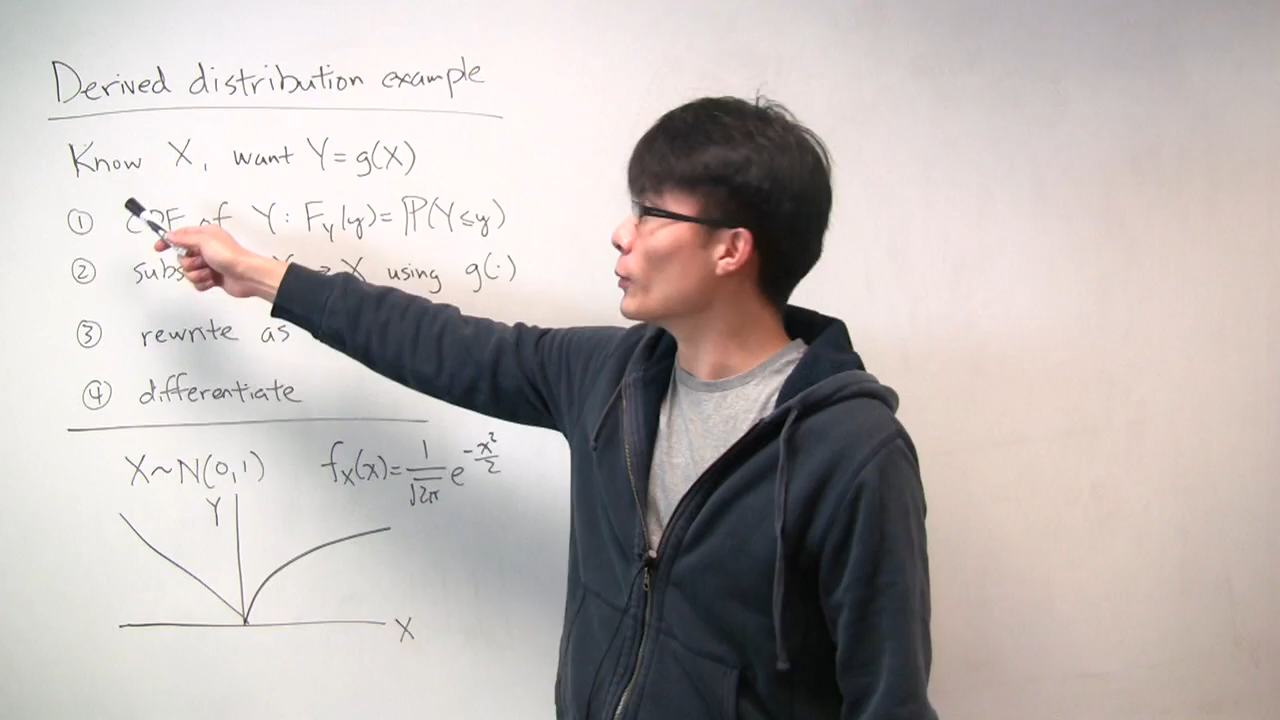 Derived distribution example
Know X, want Y = g(X)
① CDF of Y: F_Y(y) = ℙ(Y ≤ y)
② subs X using g(·)
③ rewrite as
④ differentiate
X ~ N(0,1) f_X(x) = 1/√2π e^(-x²/2)
Y
X